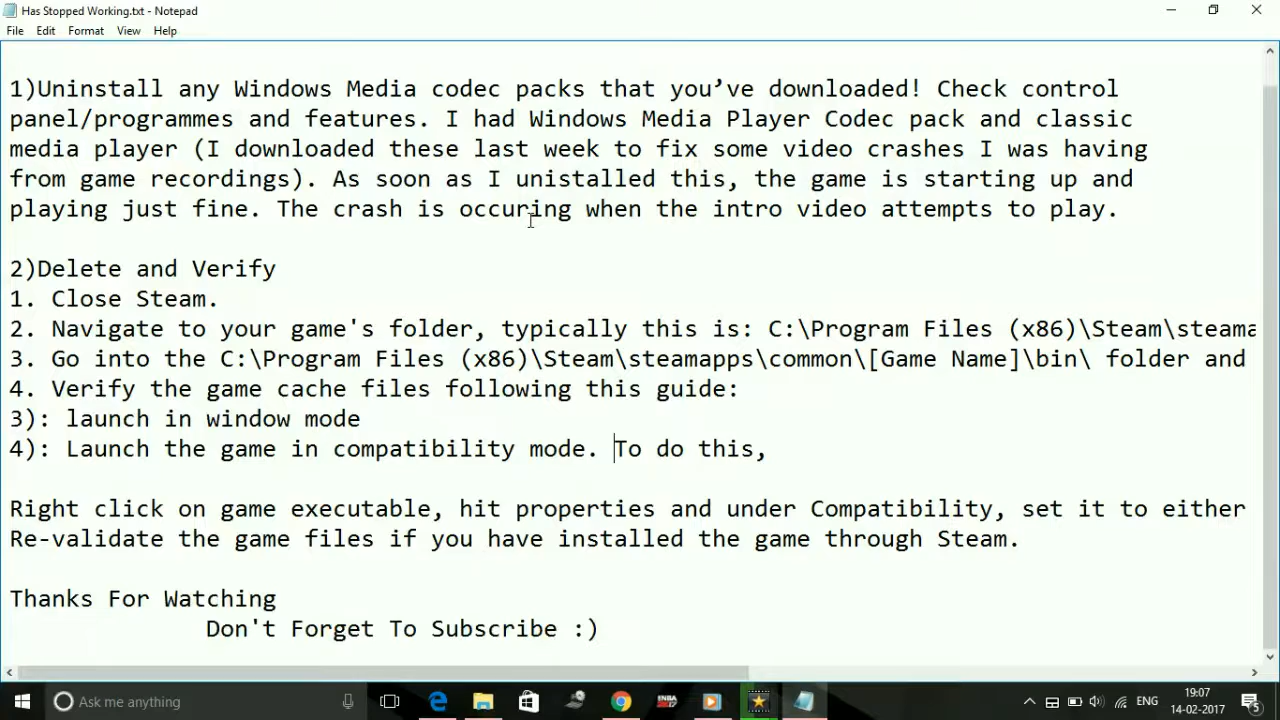 Has Stopped Working.txt - Notepad
File Edit Format View Help
1)Uninstall any Windows Media codec packs that you’ve downloaded! Check control
panel/programmes and features. I had Windows Media Player Codec pack and classic
media player (I downloaded these last week to fix some video crashes I was having
from game recordings). As soon as I unistalled this, the game is starting up and
playing just fine. The crash is occuring when the intro video attempts to play.
2)Delete and Verify
1. Close Steam.
2. Navigate to your game's folder, typically this is: C:\Program Files (x86)\Steam\steama
3. Go into the C:\Program Files (x86)\Steam\steamapps\common\[Game Name]\bin\ folder and
4. Verify the game cache files following this guide:
3): launch in window mode
4): Launch the game in compatibility mode. To do this,
Right click on game executable, hit properties and under Compatibility, set it to either
Re-validate the game files if you have installed the game through Steam.
Thanks For Watching
Don't Forget To Subscribe :)
Ask me anything
ENG
19:07
14-02-2017
5